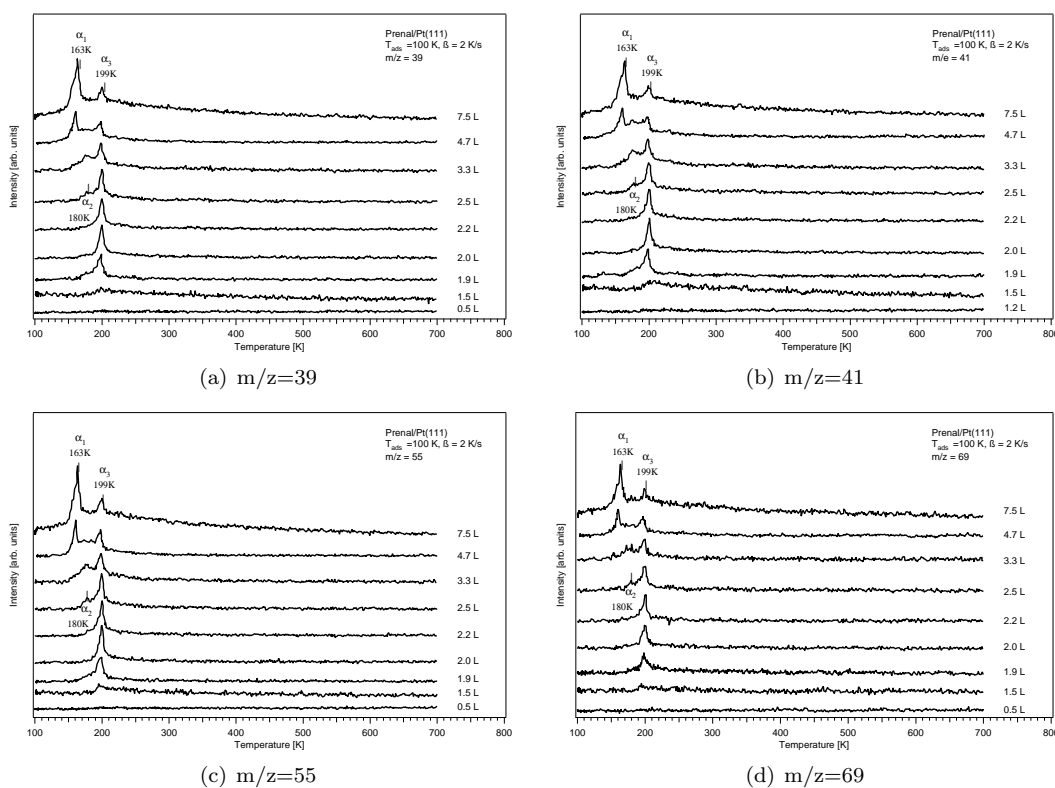 α1
163K
α3
199K
Prenal/Pt(111)
Tads =100 K, ß = 2 K/s
m/z = 39
7.5 L
4.7 L
3.3 L
2.5 L
α2
180K
2.2 L
2.0 L
1.9 L
1.5 L
0.5 L
Intensity [arb. units]
100 200 300 400 500 600 700 800
Temperature [K]
(a) m/z=39
α1
163K
α3
199K
Prenal/Pt(111)
Tads =100 K, ß = 2 K/s
m/e = 41
7.5 L
4.7 L
3.3 L
2.5 L
α2
180K
2.2 L
2.0 L
1.9 L
1.5 L
1.2 L
Intensity [arb. units]
100 200 300 400 500 600 700 800
Temperature [K]
(b) m/z=41
α1
163K
α3
199K
Prenal/Pt(111)
Tads =100 K, ß = 2 K/s
m/z = 55
7.5 L
4.7 L
3.3 L
2.5 L
α2
180K
2.2 L
2.0 L
1.9 L
1.5 L
0.5 L
Intensity [arb. units]
100 200 300 400 500 600 700 800
Temperature [K]
(c) m/z=55
α1
163K
α3
199K
Prenal/Pt(111)
Tads =100 K, ß = 2 K/s
m/z = 69
7.5 L
4.7 L
3.3 L
2.5 L
α2
180K
2.2 L
2.0 L
1.9 L
1.5 L
0.5 L
Intensity [arb. units]
100 200 300 400 500 600 700 800
Temperature [K]
(d) m/z=69